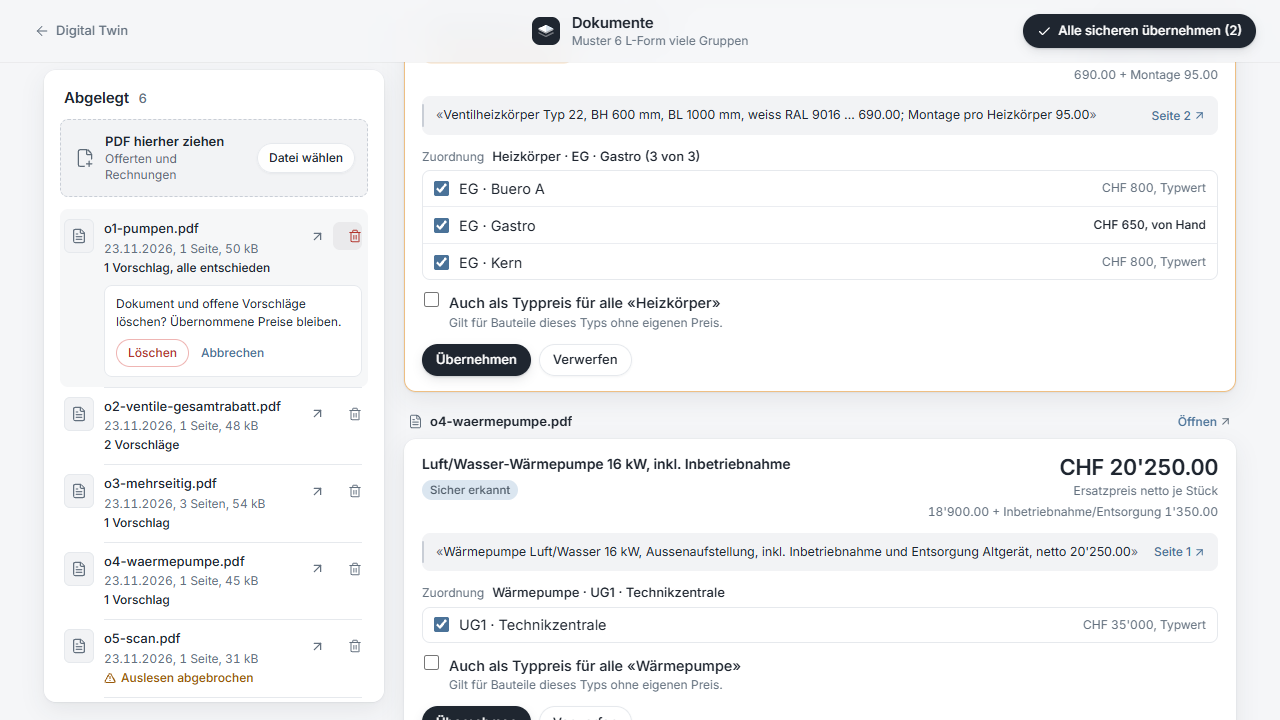 Digital Twin
Dokumente
Muster 6 L-Form viele Gruppen
Alle sicheren übernehmen (2)
Abgelegt 6
PDF hierher ziehen
Offerten und
Rechnungen
Datei wählen
o1-pumpen.pdf
23.11.2026, 1 Seite, 50 kB
1 Vorschlag, alle entschieden
Dokument und offene Vorschläge
löschen? Übernommene Preise bleiben.
Löschen Abbrechen
o2-ventile-gesamtrabatt.pdf
23.11.2026, 1 Seite, 48 kB
2 Vorschläge
o3-mehrseitig.pdf
23.11.2026, 3 Seiten, 54 kB
1 Vorschlag
o4-waermepumpe.pdf
23.11.2026, 1 Seite, 45 kB
1 Vorschlag
o5-scan.pdf
23.11.2026, 1 Seite, 31 kB
Auslesen abgebrochen
690.00 + Montage 95.00
«Ventilheizkörper Typ 22, BH 600 mm, BL 1000 mm, weiss RAL 9016 ... 690.00; Montage pro Heizkörper 95.00» Seite 2
Zuordnung Heizkörper · EG · Gastro (3 von 3)
EG · Buero A CHF 800, Typwert
EG · Gastro CHF 650, von Hand
EG · Kern CHF 800, Typwert
Auch als Typpreis für alle «Heizkörper»
Gilt für Bauteile dieses Typs ohne eigenen Preis.
Übernehmen Verwerfen
o4-waermepumpe.pdf Öffnen
Luft/Wasser-Wärmepumpe 16 kW, inkl. Inbetriebnahme CHF 20'250.00
Sicher erkannt Ersatzpreis netto je Stück
18'900.00 + Inbetriebnahme/Entsorgung 1'350.00
«Wärmepumpe Luft/Wasser 16 kW, Aussenaufstellung, inkl. Inbetriebnahme und Entsorgung Altgerät, netto 20'250.00» Seite 1
Zuordnung Wärmepumpe · UG1 · Technikzentrale
UG1 · Technikzentrale CHF 35'000, Typwert
Auch als Typpreis für alle «Wärmepumpe»
Gilt für Bauteile dieses Typs ohne eigenen Preis.